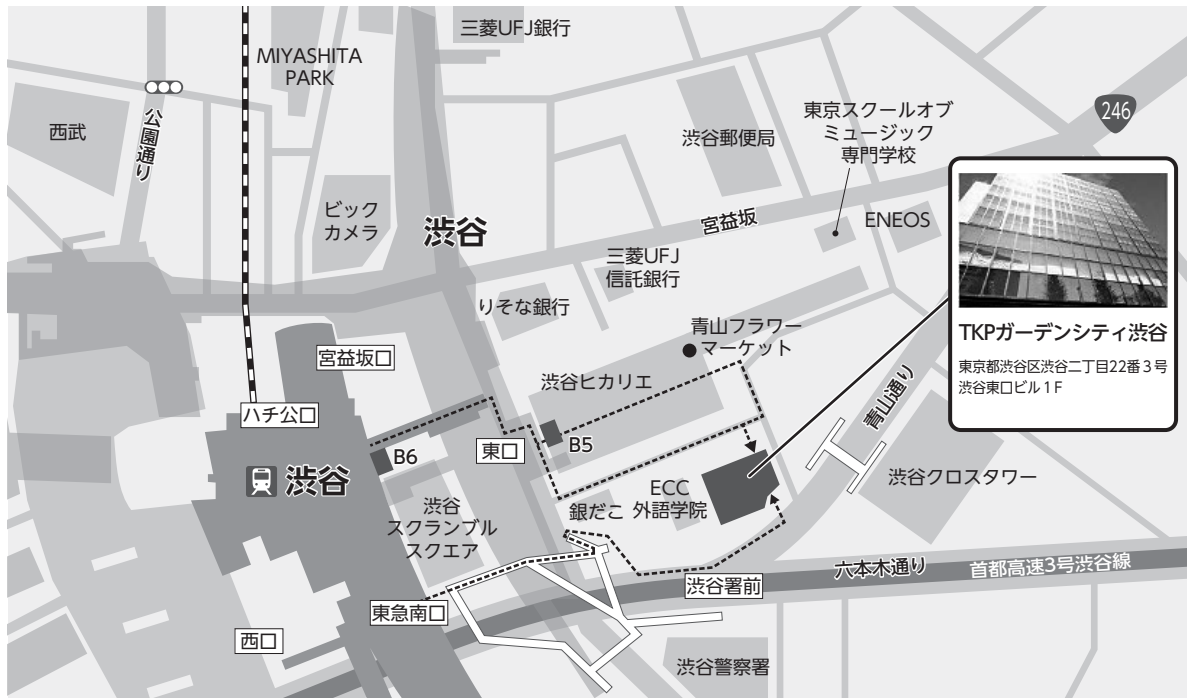 三菱UFJ銀行
MIYASHITA
PARK
西武
公園通り
ビック
カメラ
渋谷
渋谷郵便局
東京スクールオブ
ミュージック
専門学校
246
宮益坂
ENEOS
三菱UFJ
信託銀行
りそな銀行
青山フラワー
マーケット
宮益坂口
渋谷ヒカリエ
ハチ公口
渋谷
B6
東口
B5
渋谷
スクランブル
スクエア
銀だこ
ECC
外語学院
青山通り
渋谷クロスタワー
TKPガーデンシティ渋谷
東京都渋谷区渋谷二丁目22番3号
渋谷東口ビル1F
六本木通り
首都高速3号渋谷線
渋谷署前
東急南口
西口
渋谷警察署